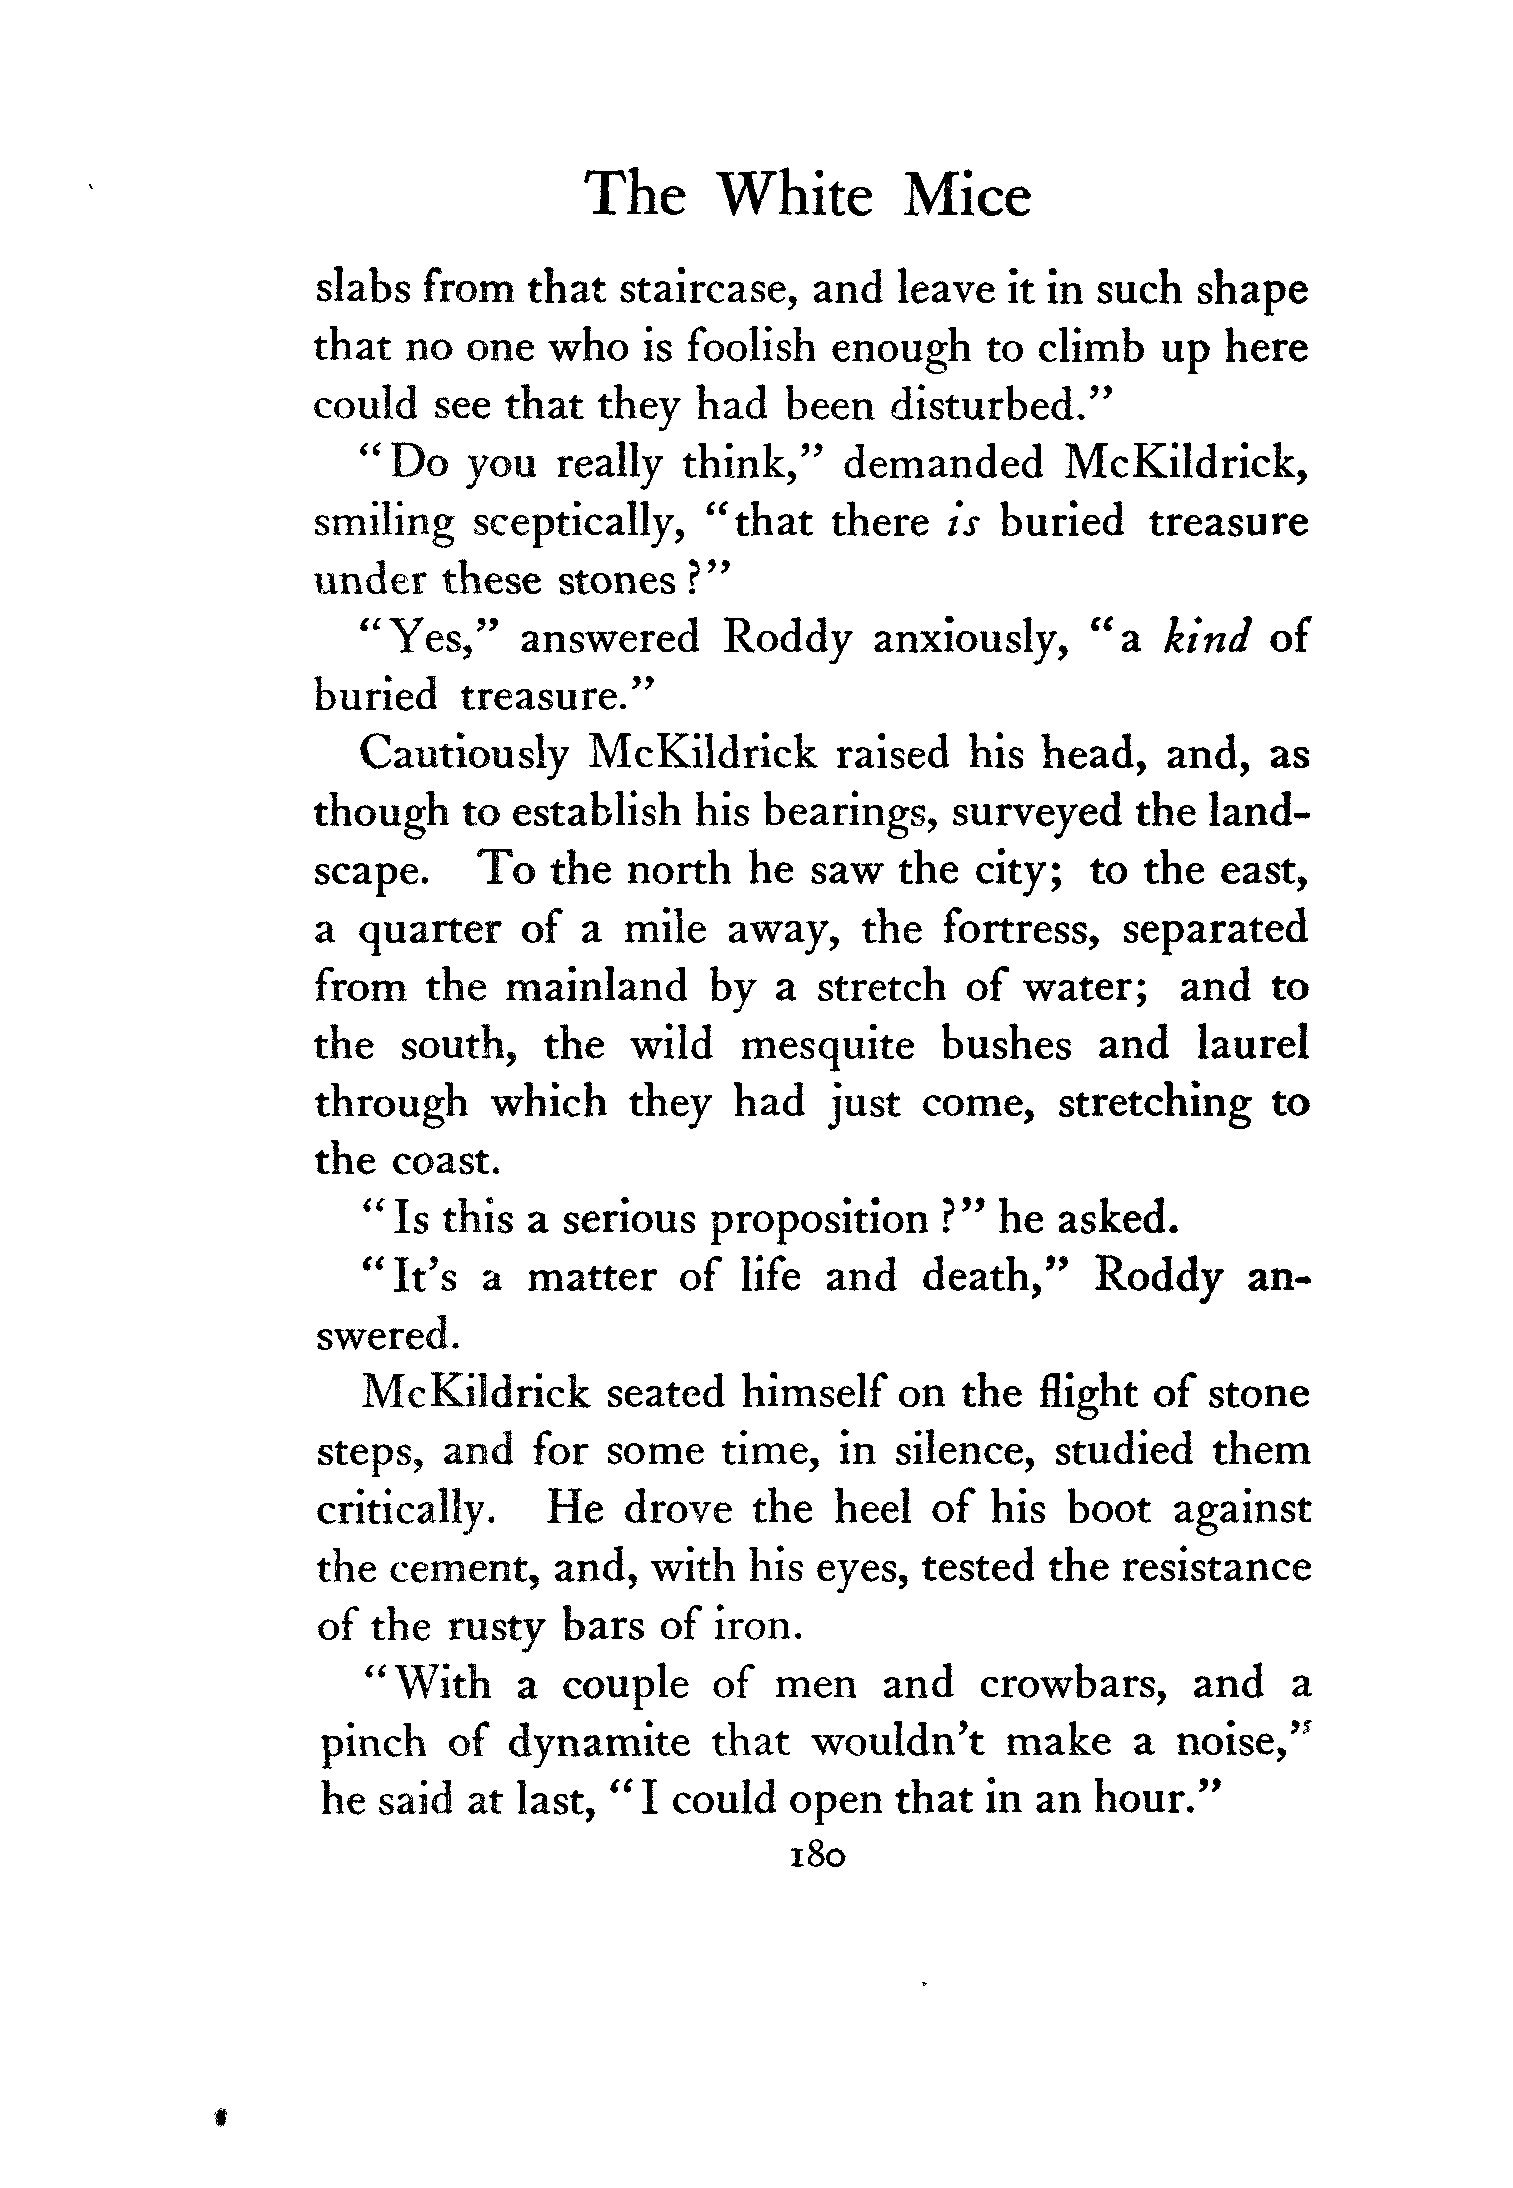 The White Mice
slabs from that staircase, and leave it in such shape
that no one who is foolish enough to climb up here
could see that they had been disturbed."
"Do you really think," demanded McKildrick,
smiling sceptically, "that there is buried treasure
under these stones?"
"Yes," answered Roddy anxiously, "a kind of
buried treasure."
Cautiously McKildrick raised his head, and, as
though to establish his bearings, surveyed the land-
scape. To the north he saw the city; to the east,
a quarter of a mile away, the fortress, separated
from the mainland by a stretch of water; and to
the south, the wild mesquite bushes and laurel
through which they had just come, stretching to
the coast.
"Is this a serious proposition?" he asked.
"It's a matter of life and death," Roddy an-
swered.
McKildrick seated himself on the flight of stone
steps, and for some time, in silence, studied them
critically. He drove the heel of his boot against
the cement, and, with his eyes, tested the resistance
of the rusty bars of iron.
"With a couple of men and crowbars, and a
pinch of dynamite that wouldn't make a noise,"
he said at last, "I could open that in an hour."
180